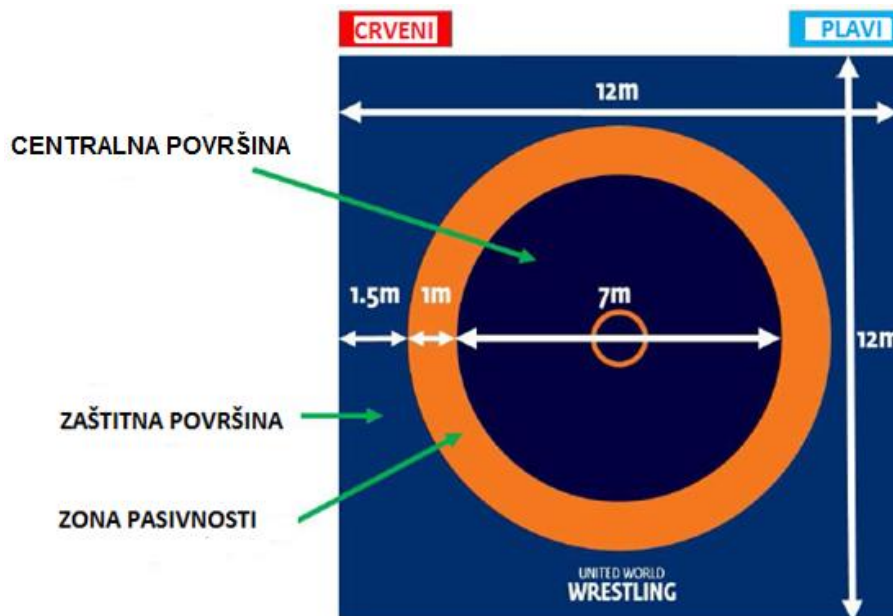 CRVENI
PLAVI
12m
CENTRALNA POVRŠINA
1.5m
1m
7m
12m
ZAŠTITNA POVRŠINA
ZONA PASIVNOSTI
UNITED WORLD
WRESTLING